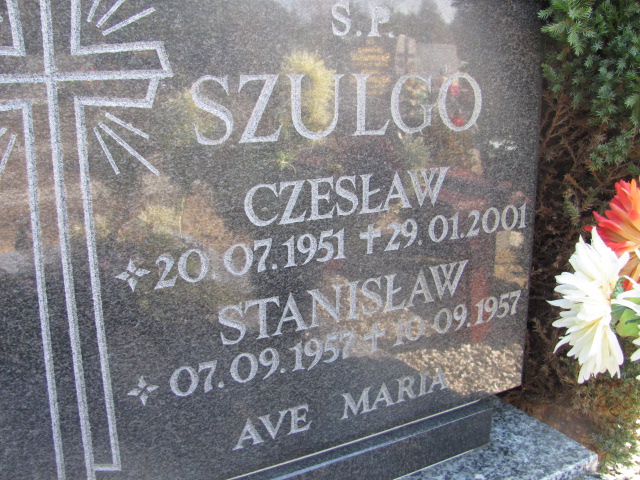 Ś.P.
SZULGO
CZESŁAW
20.07.1951 29.01.2001
STANISŁAW
07.09.1957 10.09.1957
AVE MARIA